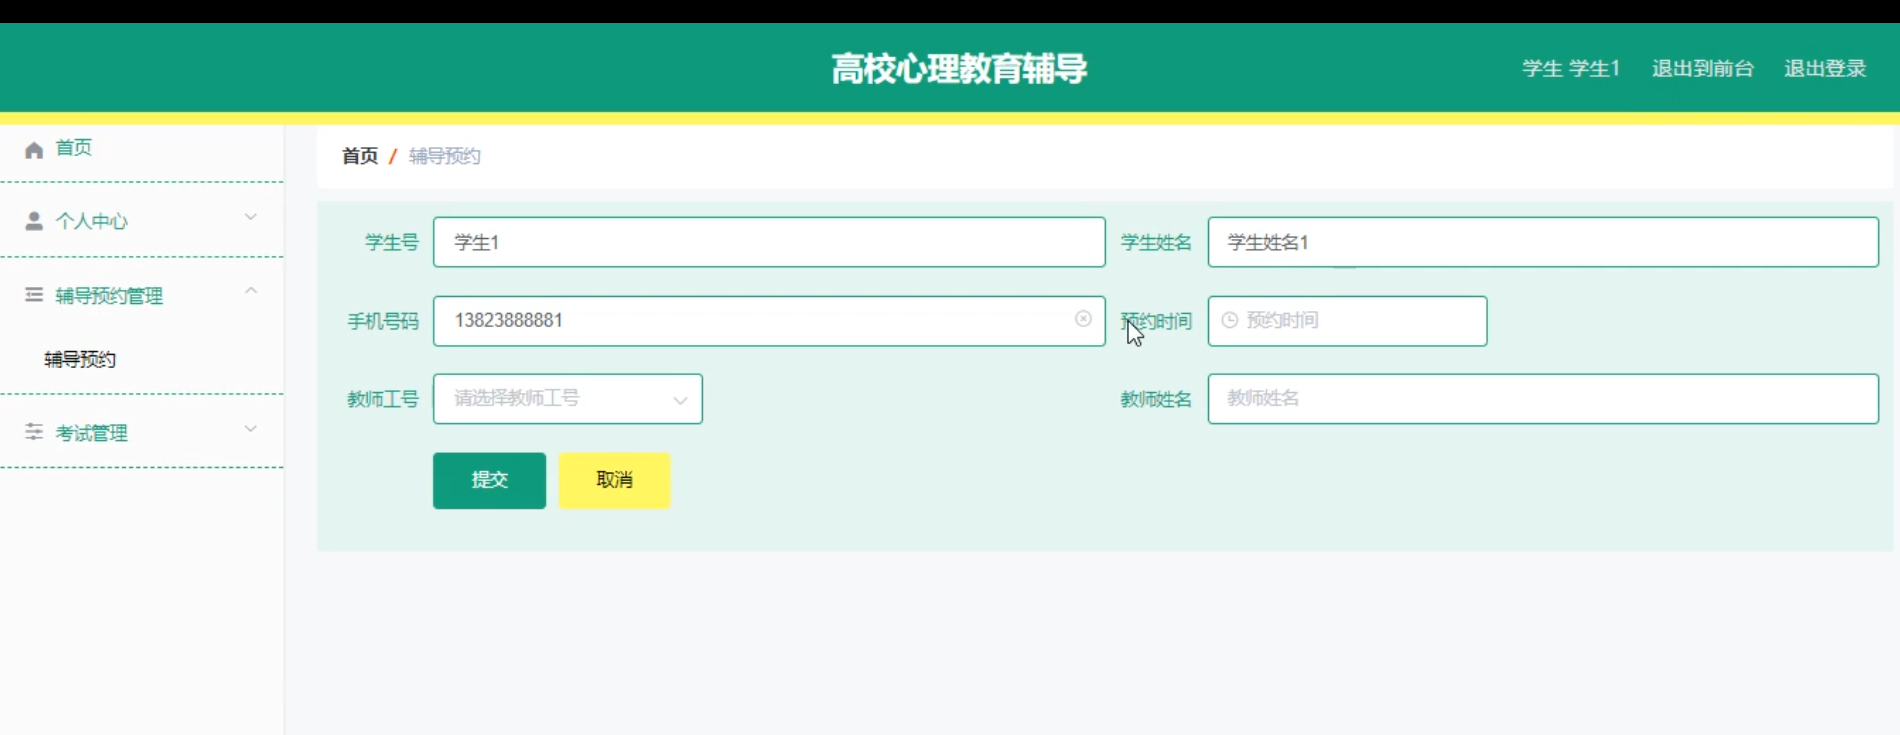 高校心理教育辅导
学生 学生1 退出到前台 退出登录
首页
个人中心
辅导预约管理
辅导预约
考试管理
首页 / 辅导预约
学生号 学生1 学生姓名 学生姓名1
手机号码 13823888881 预约时间 预约时间
教师工号 请选择教师工号 教师姓名 教师姓名
提交 取消